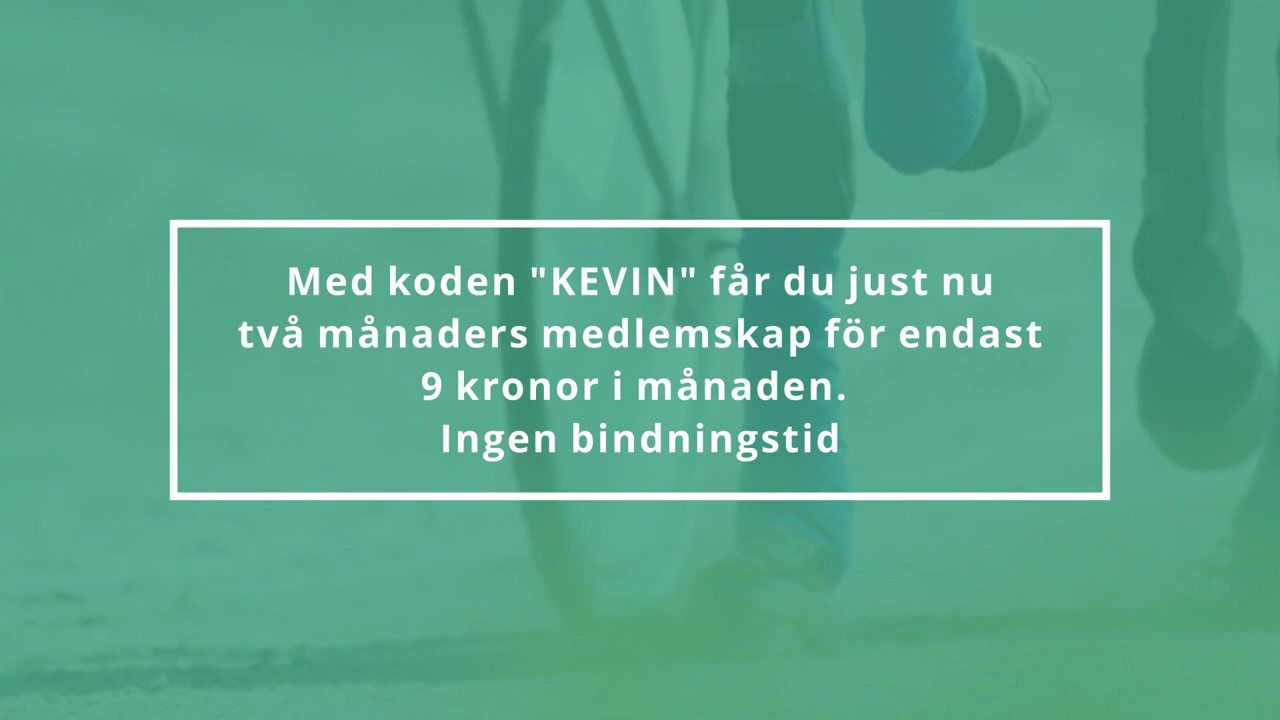 Med koden "KEVIN" får du just nu
två månaders medlemskap för endast
9 kronor i månaden.
Ingen bindningstid